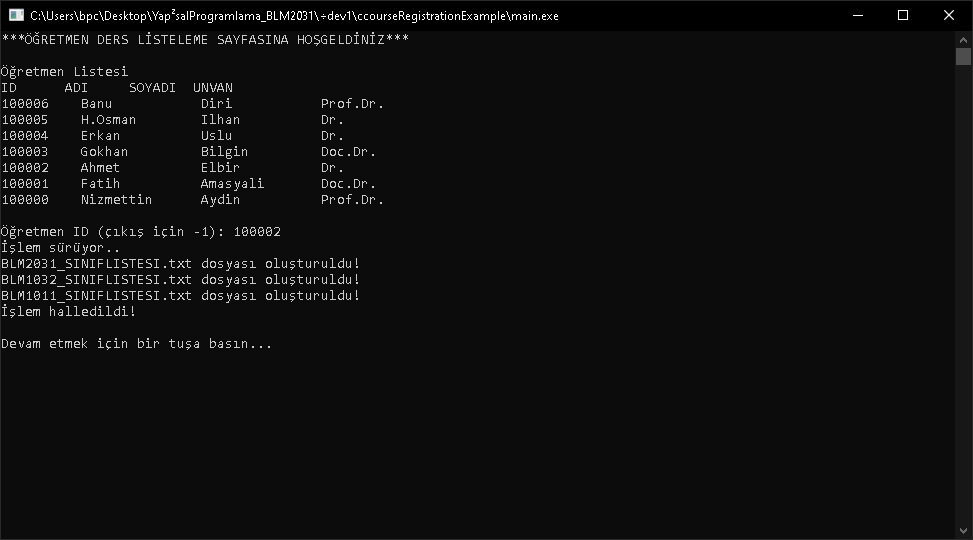 C:\Users\bpc\Desktop\Yap²salProgramlama_BLM2031\÷dev1\ccourseRegistrationExample\main.exe
***ÖĞRETMEN DERS LİSTELEME SAYFASINA HOŞGELDİNİZ***
Öğretmen Listesi
ID ADI SOYADI UNVAN
100006 Banu Diri Prof.Dr.
100005 H.Osman Ilhan Dr.
100004 Erkan Uslu Dr.
100003 Gokhan Bilgin Doc.Dr.
100002 Ahmet Elbir Dr.
100001 Fatih Amasyali Doc.Dr.
100000 Nizmettin Aydin Prof.Dr.
Öğretmen ID (çıkış için -1): 100002
İşlem sürüyor..
BLM2031_SINIFLISTESI.txt dosyası oluşturuldu!
BLM1032_SINIFLISTESI.txt dosyası oluşturuldu!
BLM1011_SINIFLISTESI.txt dosyası oluşturuldu!
İşlem halledildi!
Devam etmek için bir tuşa basın...